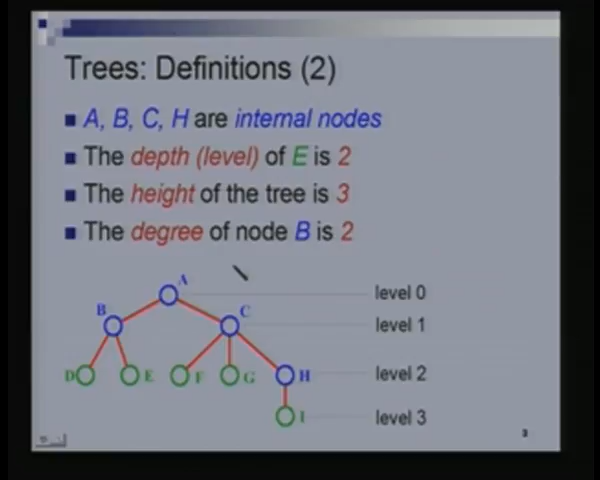 Trees: Definitions (2)
A, B, C, H are internal nodes
The depth (level) of E is 2
The height of the tree is 3
The degree of node B is 2
A
level 0
B
C
level 1
D
E
F
G
H
level 2
I
level 3